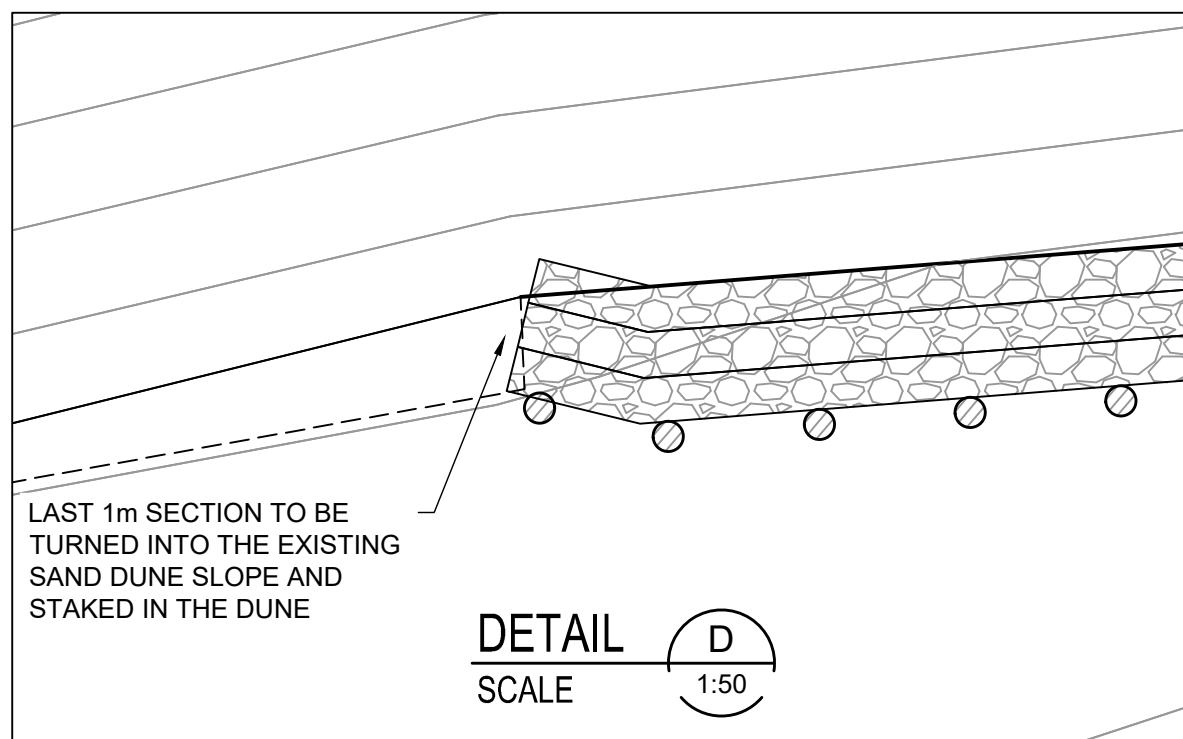 LAST 1m SECTION TO BE
TURNED INTO THE EXISTING
SAND DUNE SLOPE AND
STAKED IN THE DUNE
DETAIL D
SCALE 1:50